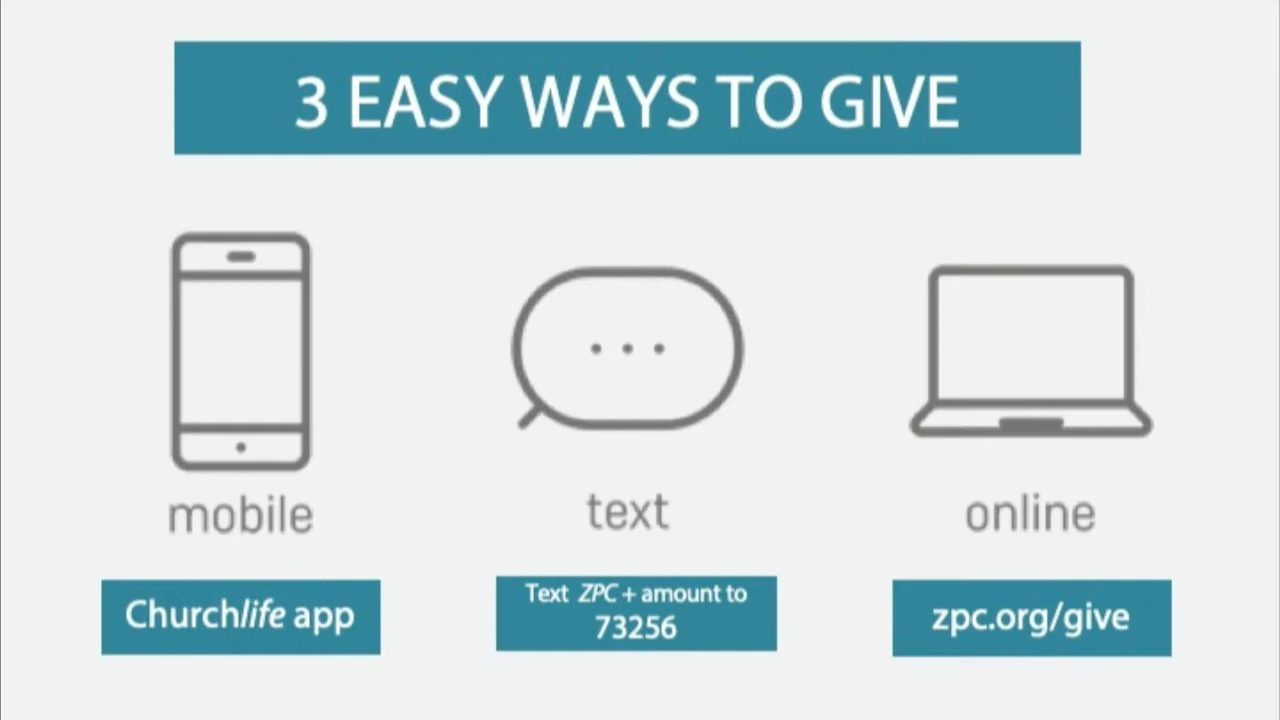 3 EASY WAYS TO GIVE
mobile
text
online
Churchlife app
Text ZPC + amount to
73256
zpc.org/give